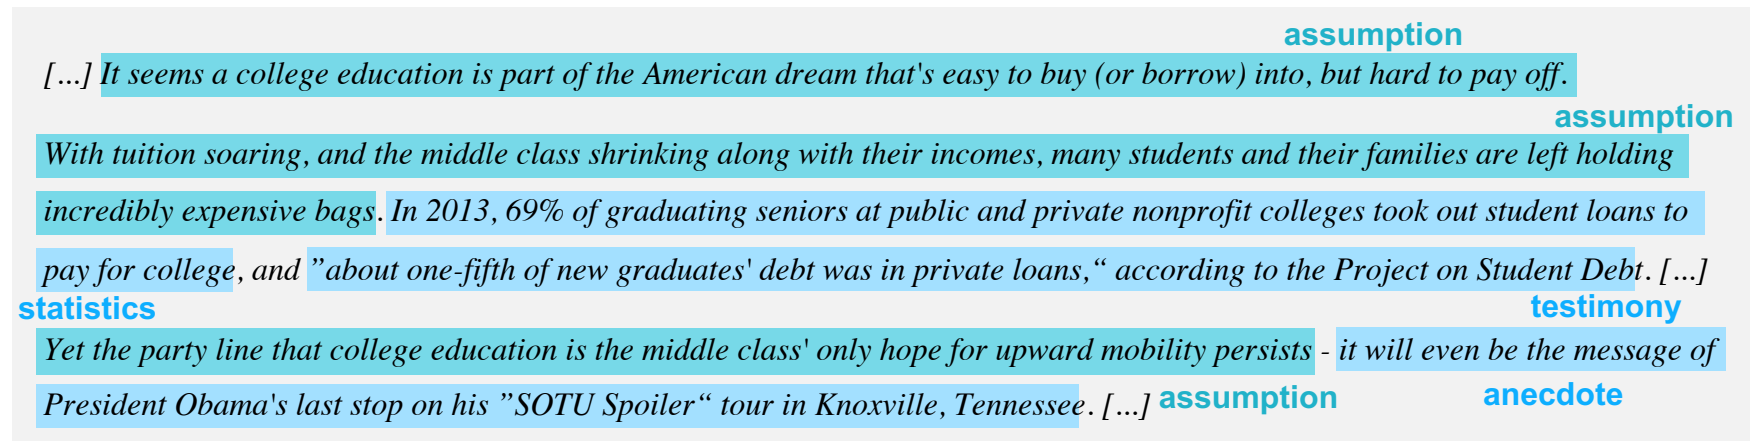 assumption
[...] It seems a college education is part of the American dream that's easy to buy (or borrow) into, but hard to pay off.
assumption
With tuition soaring, and the middle class shrinking along with their incomes, many students and their families are left holding
incredibly expensive bags. In 2013, 69% of graduating seniors at public and private nonprofit colleges took out student loans to
pay for college, and ”about one-fifth of new graduates' debt was in private loans,“ according to the Project on Student Debt. [...]
statistics testimony
Yet the party line that college education is the middle class' only hope for upward mobility persists - it will even be the message of
President Obama's last stop on his ”SOTU Spoiler“ tour in Knoxville, Tennessee. [...] assumption anecdote